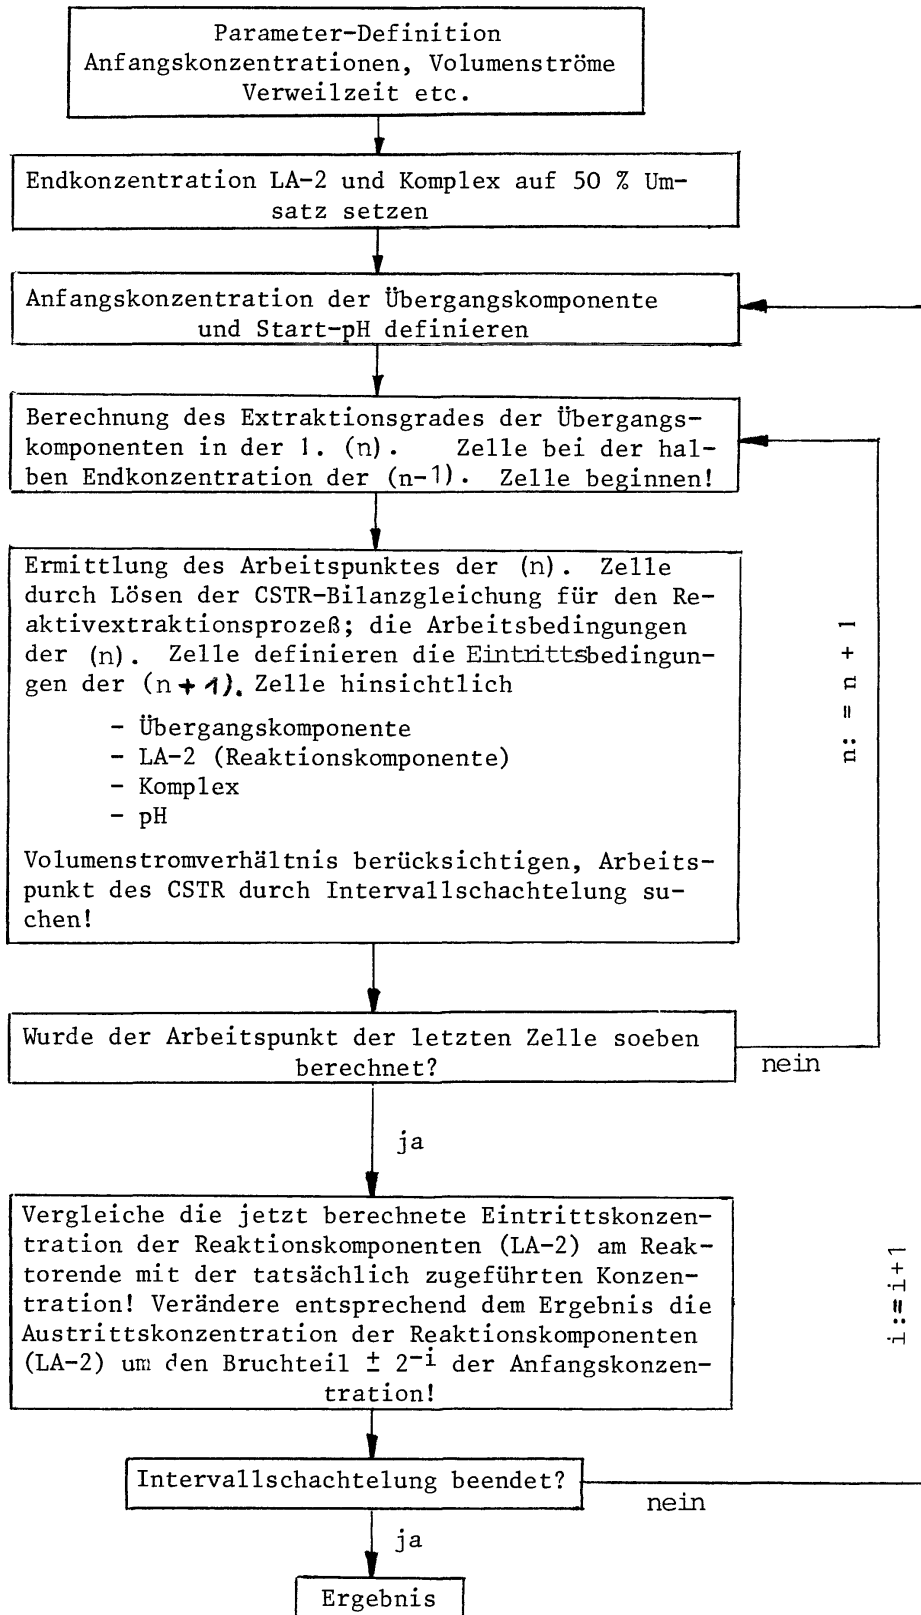 Parameter-Definition
Anfangskonzentrationen, Volumenströme
Verweilzeit etc.
Endkonzentration LA-2 und Komplex auf 50 % Um-
satz setzen
Anfangskonzentration der Übergangskomponente
und Start-pH definieren
Berechnung des Extraktionsgrades der Übergangs-
komponenten in der 1. (n). Zelle bei der hal-
ben Endkonzentration der (n-1). Zelle beginnen!
Ermittlung des Arbeitspunktes der (n). Zelle
durch Lösen der CSTR-Bilanzgleichung für den Re-
aktivextraktionsprozeß; die Arbeitsbedingungen
der (n). Zelle definieren die Eintrittsbedingun-
gen der (n + 1). Zelle hinsichtlich
- Übergangskomponente
- LA-2 (Reaktionskomponente)
- Komplex
- pH
Volumenstromverhältnis berücksichtigen, Arbeits-
punkt des CSTR durch Intervallschachtelung su-
chen!
n: = n + 1
Wurde der Arbeitspunkt der letzten Zelle soeben
berechnet?
nein
ja
Vergleiche die jetzt berechnete Eintrittskonzen-
tration der Reaktionskomponenten (LA-2) am Reak-
torende mit der tatsächlich zugeführten Konzen-
tration! Verändere entsprechend dem Ergebnis die
Austrittskonzentration der Reaktionskomponenten
(LA-2) um den Bruchteil ± 2⁻ⁱ der Anfangskonzen-
tration!
i:=i+1
Intervallschachtelung beendet?
nein
ja
Ergebnis